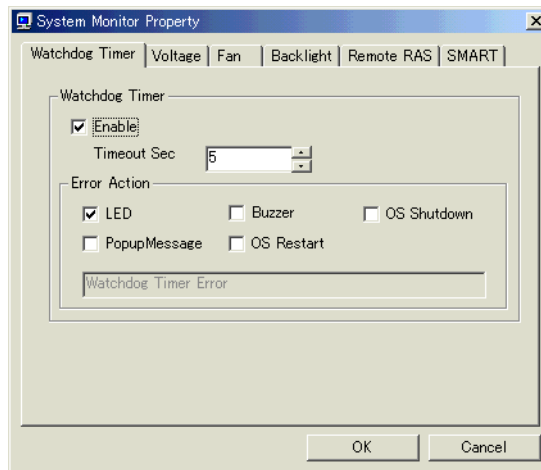 System Monitor Property
Watchdog Timer Voltage Fan Backlight Remote RAS SMART
Watchdog Timer
Enable
Timeout Sec 5
Error Action
LED Buzzer OS Shutdown
PopupMessage OS Restart
Watchdog Timer Error
OK Cancel